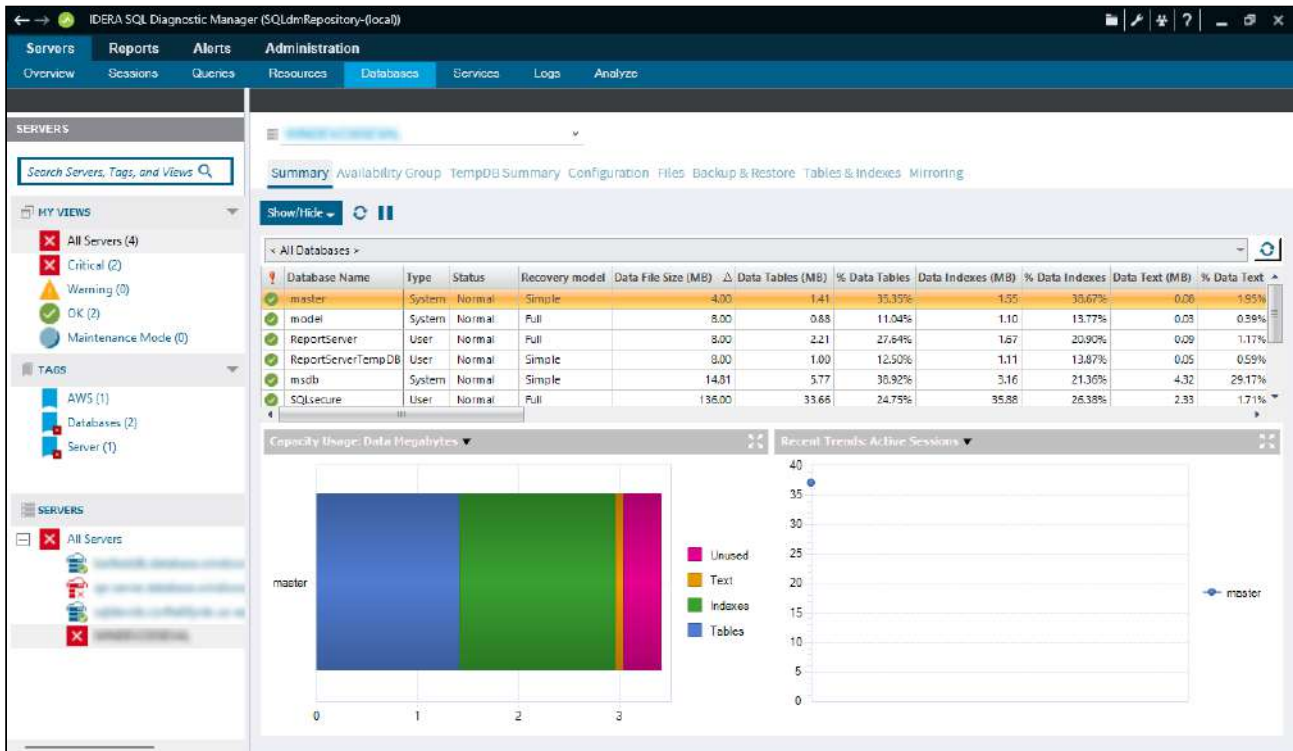 IDERA SQL Diagnostic Manager (SQLdmRepository-(local))
Servers Reports Alerts Administration
Overview Sessions Queries Resources Databases Services Logs Analyze
SERVERS
Search Servers, Tags, and Views
MY VIEWS
All Servers (4)
Critical (2)
Warning (0)
OK (2)
Maintenance Mode (0)
TAGS
AWS (1)
Databases (2)
Server (1)
SERVERS
All Servers
Summary Availability Group TempDB Summary Configuration Files Backup & Restore Tables & Indexes Mirroring
Show/Hide
< All Databases >
Database Name Type Status Recovery model Data File Size (MB) Data Tables (MB) % Data Tables Data Indexes (MB) % Data Indexes Data Text (MB) % Data Text
master System Normal Simple 4.00 1.41 35.35% 1.55 38.67% 0.08 1.95%
model System Normal Full 8.00 0.88 11.04% 1.10 13.77% 0.03 0.39%
ReportServer User Normal Full 8.00 2.21 27.64% 1.67 20.90% 0.09 1.17%
ReportServerTempDB User Normal Simple 8.00 1.00 12.50% 1.11 13.87% 0.05 0.59%
msdb System Normal Simple 14.81 5.77 38.92% 3.16 21.36% 4.32 29.17%
SQLsecure User Normal Full 136.00 33.66 24.75% 35.88 26.38% 2.33 1.71%
Capacity Usage: Data Megabytes
master
0 1 2 3
Unused
Text
Indexes
Tables
Recent Trends: Active Sessions
40
35
30
25
20
15
10
5
0
master